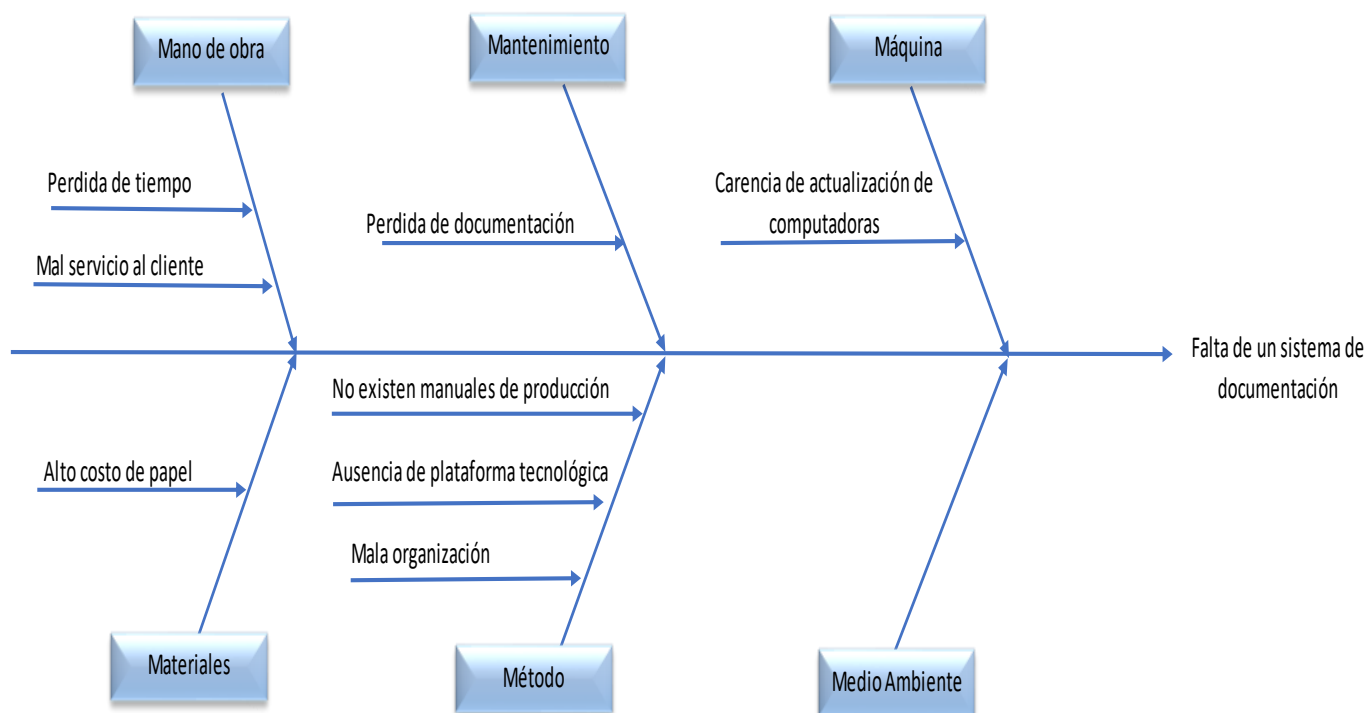 Mano de obra
Mantenimiento
Máquina
Perdida de tiempo
Mal servicio al cliente
Perdida de documentación
Carencia de actualización de
computadoras
Falta de un sistema de
documentación
No existen manuales de producción
Ausencia de plataforma tecnológica
Mala organización
Alto costo de papel
Materiales
Método
Medio Ambiente